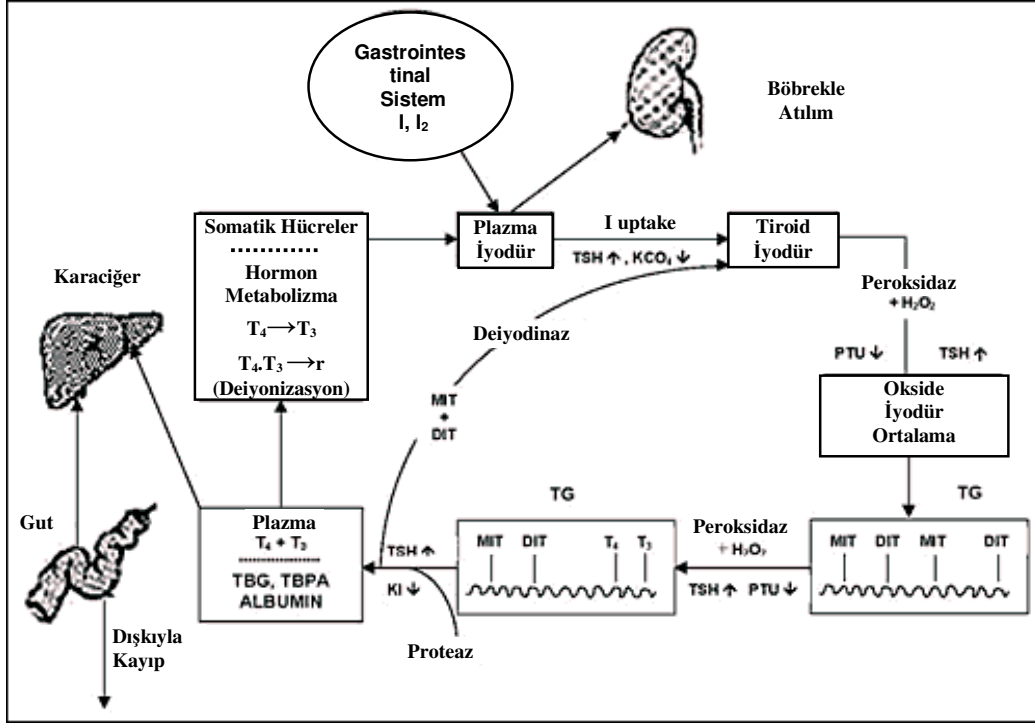 Gastrointes
tinal
Sistem
I, I₂
Böbrekle
Atılım
Somatik Hücreler
Hormon
Metabolizma
T₄→T₃
T₄.T₃→r
(Deiyonizasyon)
Plazma
İyodür
I uptake
TSH ↑ , KCO₄ ↓
Tiroid
İyodür
Karaciğer
Peroksidaz
+ H₂O₂
PTU ↓ TSH ↑
Deiyodinaz
MIT
+
DIT
Okside
İyodür
Ortalama
TG
MIT DIT MIT DIT
Peroksidaz
+ H₂O₂
TSH ↑ PTU ↓
TG
MIT DIT T₄ T₃
TSH ↑
KI ↓
Proteaz
Plazma
T₄ + T₃
TBG, TBPA
ALBUMIN
Gut
Dışkıyla
Kayıp